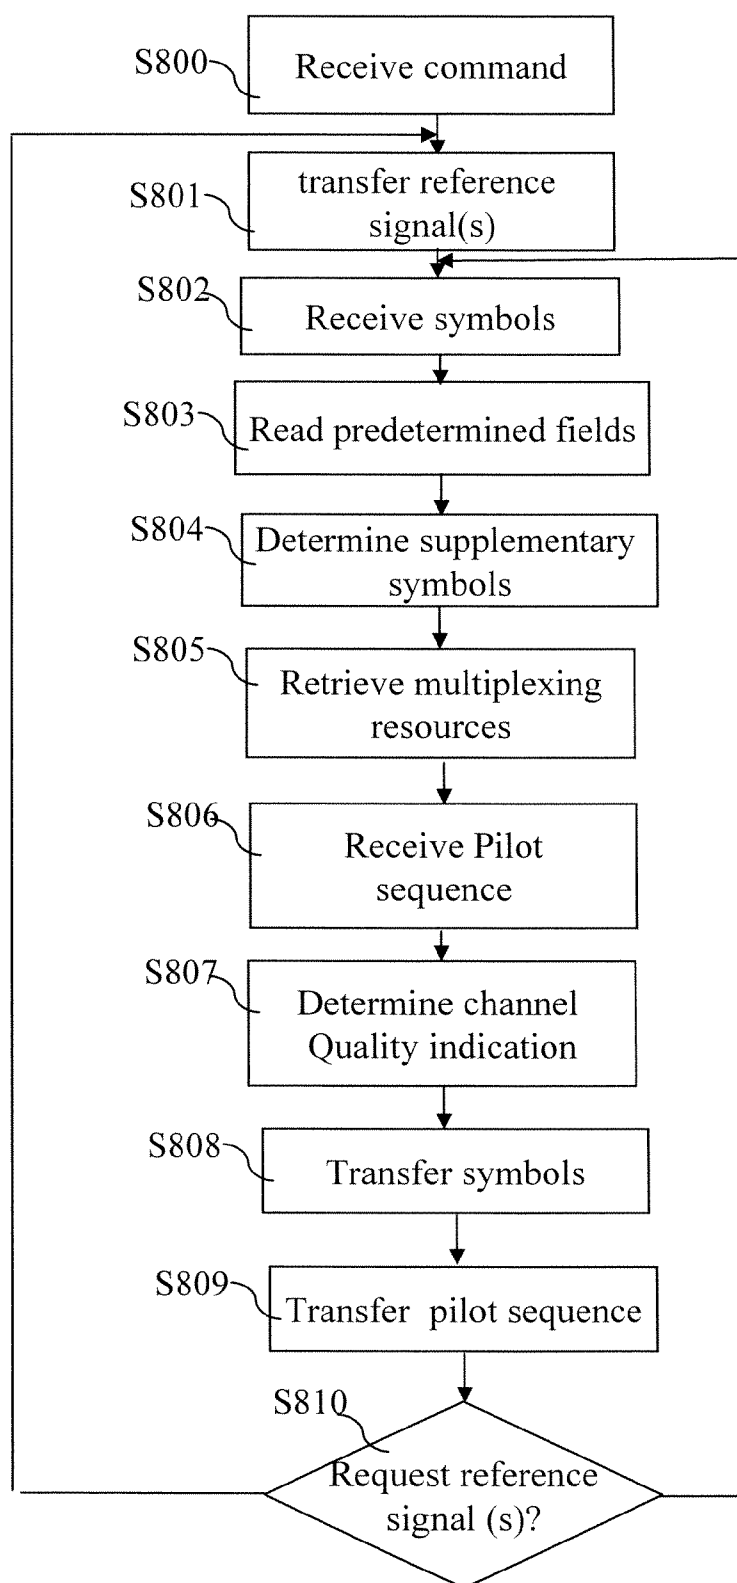 S800
Receive command
S801
transfer reference
signal(s)
S802
Receive symbols
S803
Read predetermined fields
S804
Determine supplementary
symbols
S805
Retrieve multiplexing
resources
S806
Receive Pilot
sequence
S807
Determine channel
Quality indication
S808
Transfer symbols
S809
Transfer pilot sequence
S810
Request reference
signal (s)?